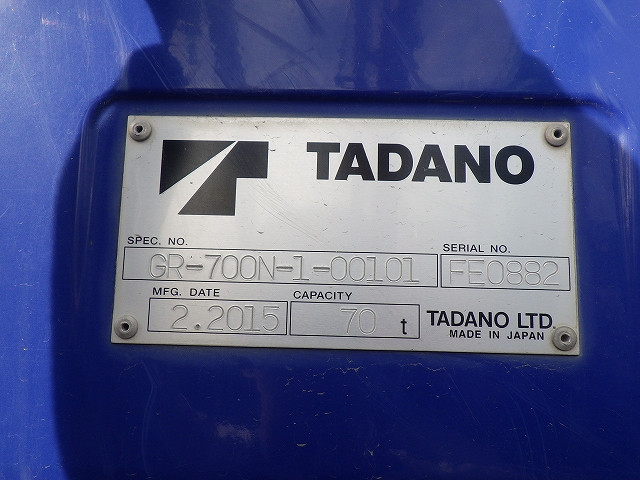 TADANO
SPEC. NO.
GR-700N-1-00101
SERIAL NO.
FE0882
MFG. DATE
2.2015
CAPACITY
70 t
TADANO LTD.
MADE IN JAPAN